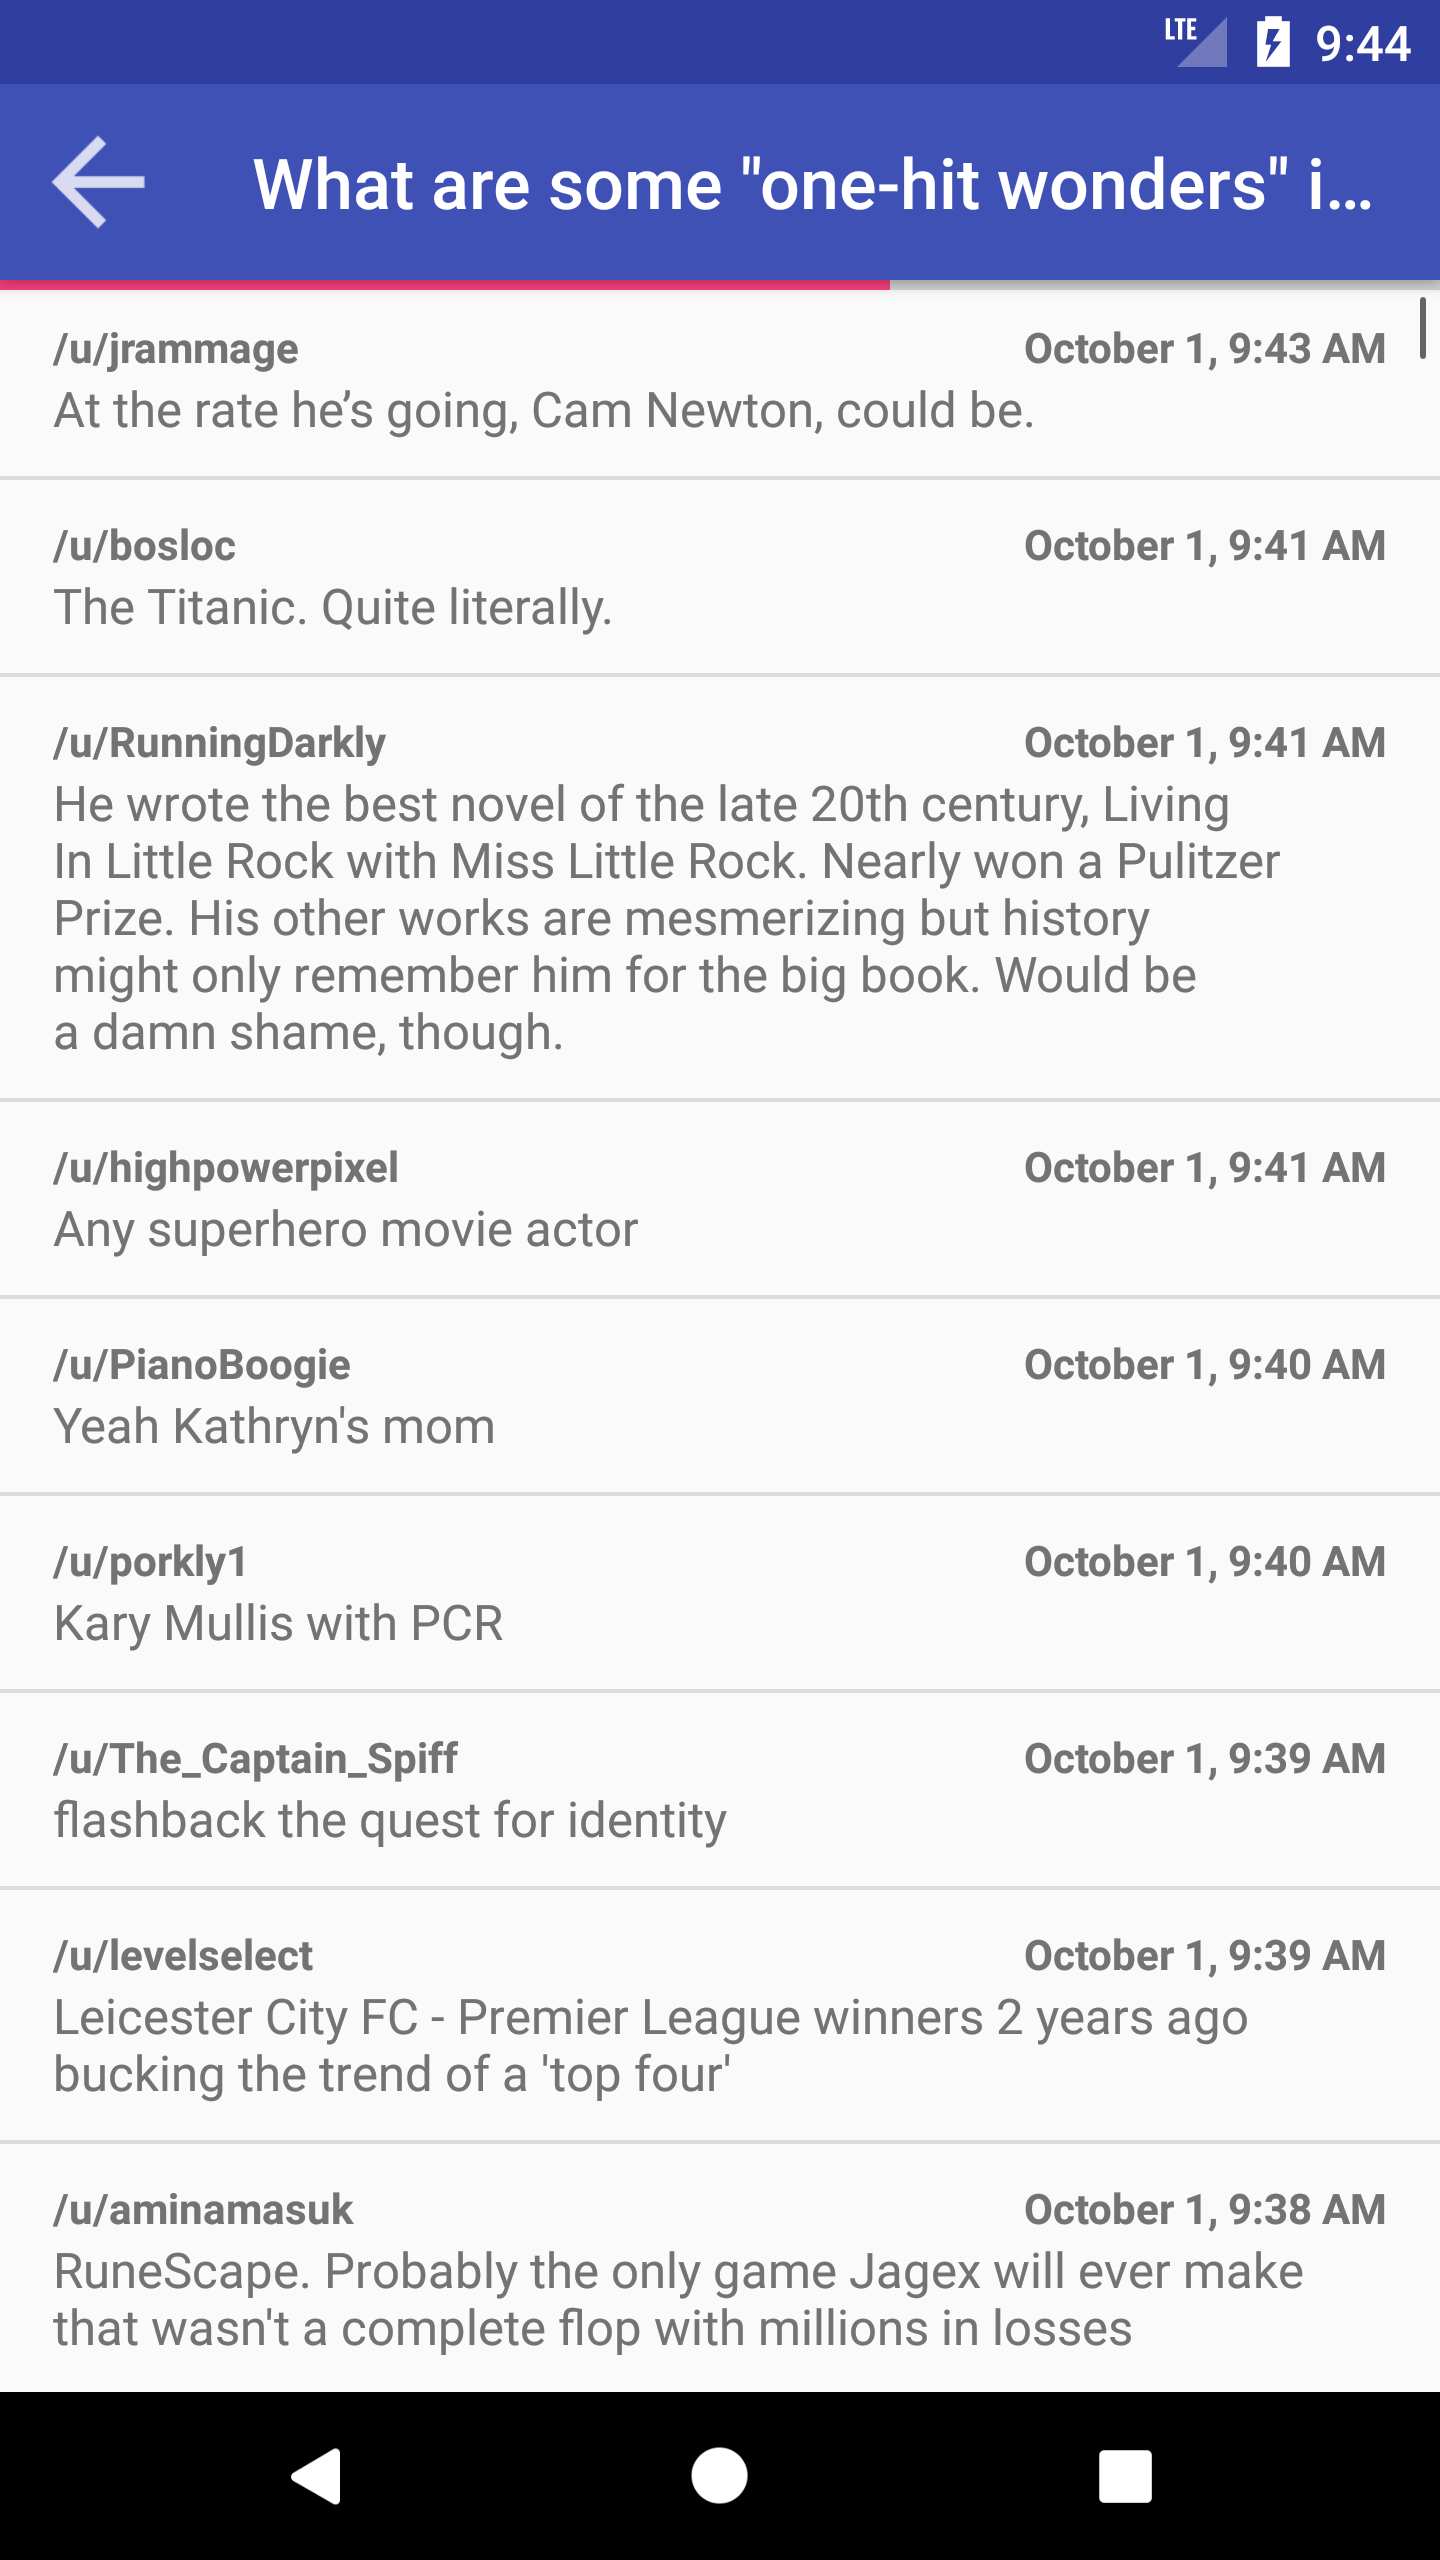 LTE 9:44
What are some "one-hit wonders" i...
/u/jrammage October 1, 9:43 AM
At the rate he’s going, Cam Newton, could be.
/u/bosloc October 1, 9:41 AM
The Titanic. Quite literally.
/u/RunningDarkly October 1, 9:41 AM
He wrote the best novel of the late 20th century, Living
In Little Rock with Miss Little Rock. Nearly won a Pulitzer
Prize. His other works are mesmerizing but history
might only remember him for the big book. Would be
a damn shame, though.
/u/highpowerpixel October 1, 9:41 AM
Any superhero movie actor
/u/PianoBoogie October 1, 9:40 AM
Yeah Kathryn's mom
/u/porkly1 October 1, 9:40 AM
Kary Mullis with PCR
/u/The_Captain_Spiff October 1, 9:39 AM
flashback the quest for identity
/u/levelselect October 1, 9:39 AM
Leicester City FC - Premier League winners 2 years ago
bucking the trend of a 'top four'
/u/aminamasuk October 1, 9:38 AM
RuneScape. Probably the only game Jagex will ever make
that wasn't a complete flop with millions in losses